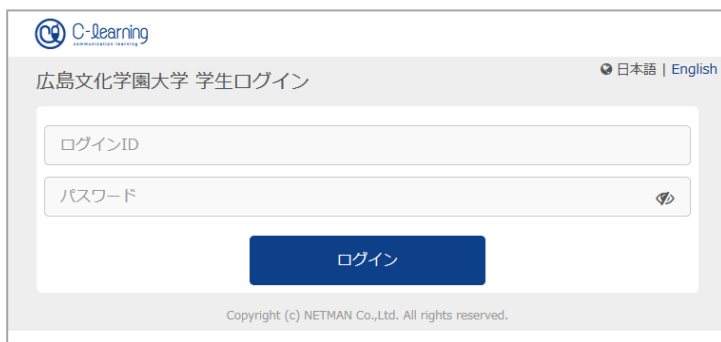 C-Learning
communication learning
広島文化学園大学 学生ログイン
日本語 | English
ログインID
パスワード
ログイン
Copyright (c) NETMAN Co.,Ltd. All rights reserved.